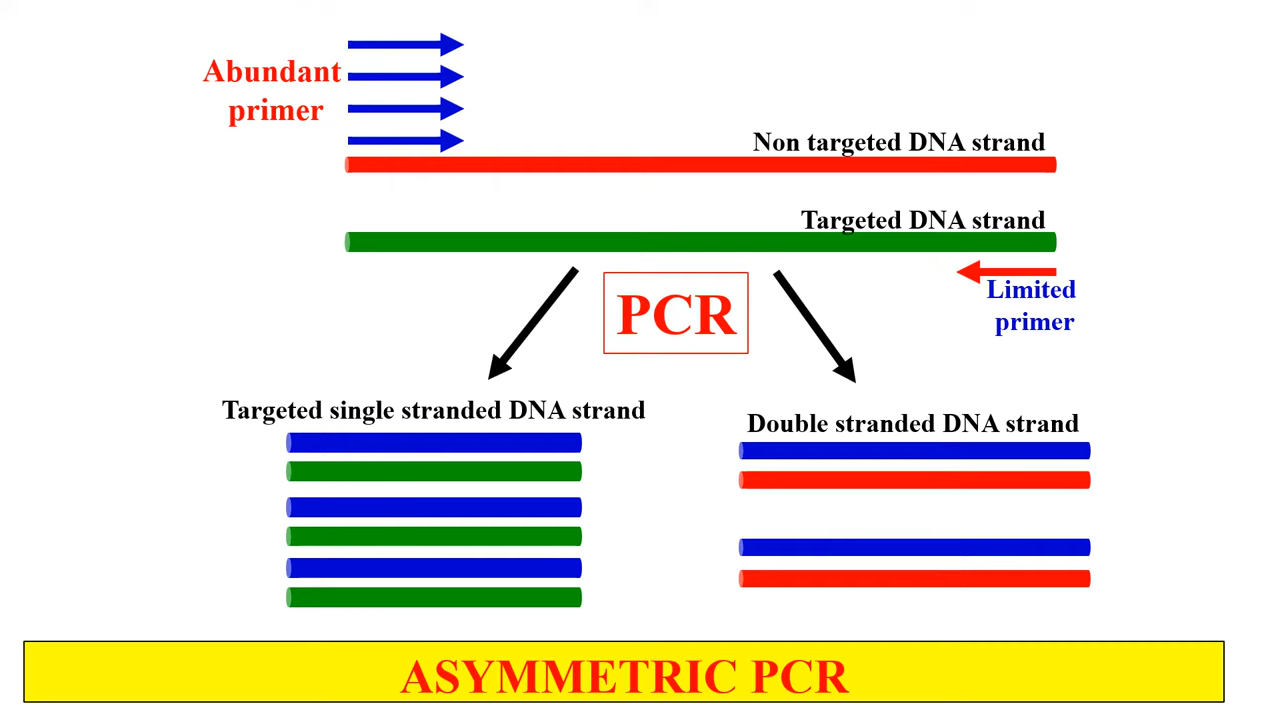 Abundant
primer
Non targeted DNA strand
Targeted DNA strand
Limited
primer
PCR
Targeted single stranded DNA strand
Double stranded DNA strand
ASYMMETRIC PCR